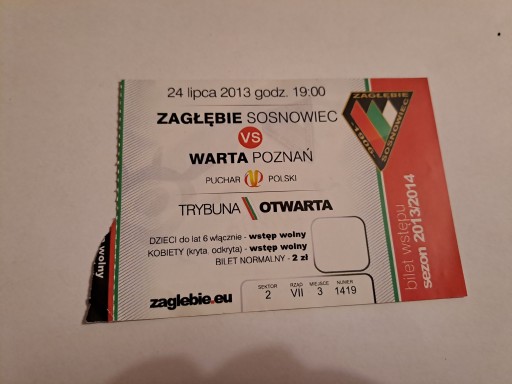 24 lipca 2013 godz. 19:00
ZAGŁĘBIE SOSNOWIEC
VS
WARTA POZNAŃ
PUCHAR POLSKI
TRYBUNA OTWARTA
DZIECI do lat 6 włącznie - wstęp wolny
KOBIETY (kryta, odkryta) - wstęp wolny
BILET NORMALNY - 2 zł
zaglebie.eu
SEKTOR RZĄD MIEJSCE NUMER
2 VII 3 1419
ZAGŁĘBIE
1906
SOSNOWIEC
bilet wstępu
sezon 2013/2014
wolny